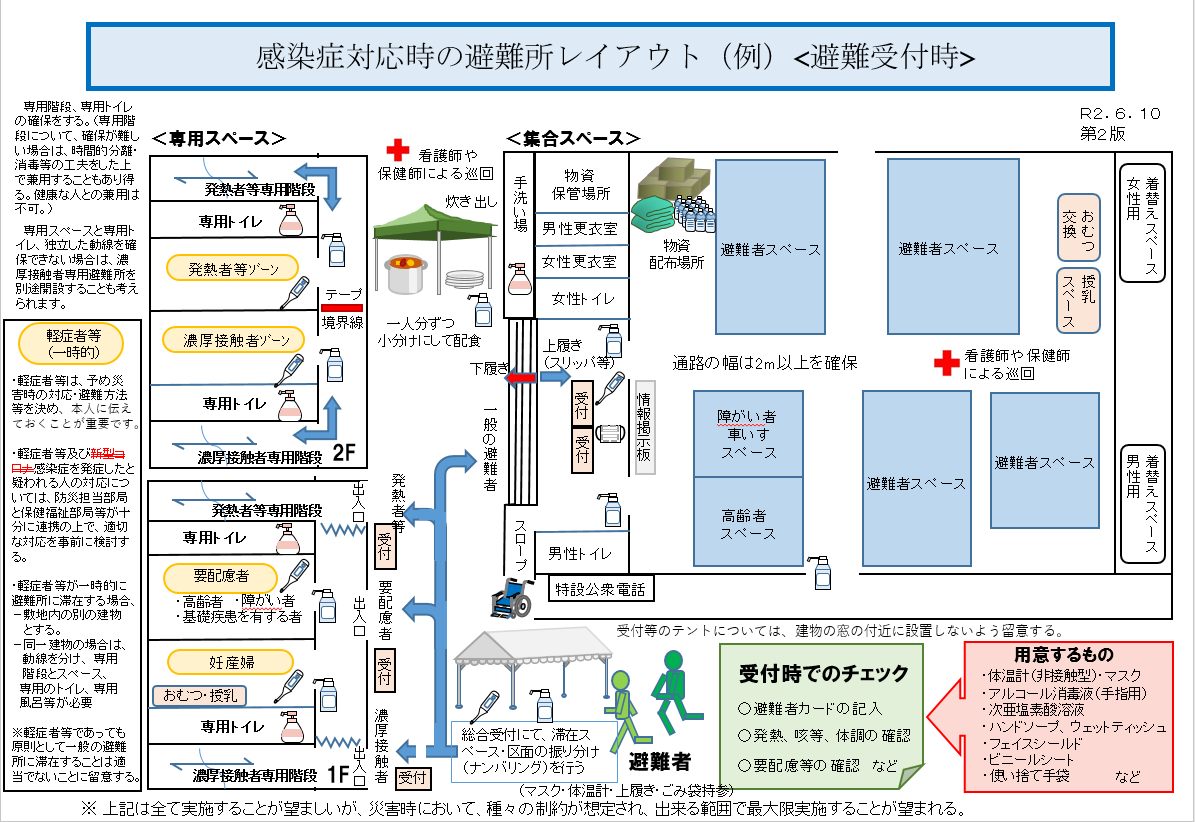 感染症対応時の避難所レイアウト（例）<避難受付時>
R2．6．10
第2版
専用階段、専用トイレ
の確保をする。（専用階
段について、確保が難し
い場合は、時間的分離・
消毒等の工夫をした上
で兼用することもあり得
る。健康な人との兼用は
不可。）
専用スペースと専用ト
イレ、独立した動線を確
保できない場合は、濃
厚接触者専用避難所を
別途開設することも考え
られます。
軽症者等
（一時的）
・軽症者等は、予め災
害時の対応・避難方法
等を決め、本人に伝え
ておくことが重要です。
・軽症者等及び新型コ
ロナ感染症を発症したと
疑われる人の対応につ
いては、防災担当部局
と保健福祉部局等が十
分に連携の上で、適切
な対応を事前に検討す
る。
・軽症者等が一時的に
避難所に滞在する場合、
－敷地内の別の建物
とする。
－同一建物の場合は、
動線を分け、専用
階段とスペース、
専用のトイレ、専用
風呂等が必要
※軽症者等であっても
原則として一般の避難
所に滞在することは適
当でないことに留意する。
＜専用スペース＞
発熱者等専用階段
専用トイレ
発熱者等ゾーン
テープ
境界線
濃厚接触者ゾーン
専用トイレ
濃厚接触者専用階段
2F
発熱者等専用階段
専用トイレ
要配慮者
・高齢者　・障がい者
・基礎疾患を有する者
妊産婦
おむつ・授乳
専用トイレ
濃厚接触者専用階段
1F
出入口
出入口
出入口
発熱者等
受付
要配慮者
受付
濃厚接触者
受付
看護師や
保健師による巡回
炊き出し
一人分ずつ
小分けにして配食
＜集合スペース＞
手洗い場
物資
保管場所
男性更衣室
女性更衣室
女性トイレ
物資
配布場所
上履き
（スリッパ等）
下履き
一般の避難者
受付
受付
情報掲示板
スロープ
男性トイレ
特設公衆電話
避難者スペース
避難者スペース
おむつ
交換
授乳
スペース
着替えスペース
女性用
通路の幅は2m以上を確保
看護師や保健師
による巡回
障がい者
車いす
スペース
高齢者
スペース
避難者スペース
避難者スペース
着替えスペース
男性用
受付等のテントについては、建物の窓の付近に設置しないよう留意する。
総合受付にて、滞在ス
ペース・区画の振り分け
（ナンバリング）を行う
避難者
（マスク・体温計・上履き・ごみ袋持参）
受付時でのチェック
〇避難者カードの記入
〇発熱、咳等、体調の確認
〇要配慮者等の確認　など
用意するもの
・体温計（非接触型）・マスク
・アルコール消毒液（手指用）
・次亜塩素酸溶液
・ハンドソープ、ウェットティッシュ
・フェイスシールド
・ビニールシート
・使い捨て手袋　　　など
※ 上記は全て実施することが望ましいが、災害時において、種々の制約が想定され、出来る範囲で最大限実施することが望まれる。